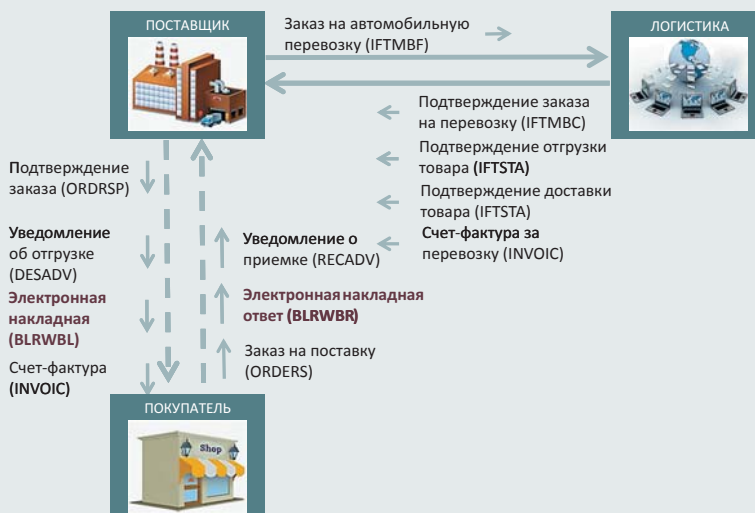 ПОСТАВЩИК
Заказ на автомобильную
перевозку (IFTMBF)
ЛОГИСТИКА
Подтверждение заказа
на перевозку (IFTMBC)
Подтверждение отгрузки
товара (IFTSTA)
Подтверждение доставки
товара (IFTSTA)
Счет-фактура за
перевозку (INVOIC)
Подтверждение
заказа (ORDRSP)
Уведомление
об отгрузке
(DESADV)
Электронная
накладная
(BLRWBL)
Счет-фактура
(INVOIC)
Уведомление о
приемке (RECADV)
Электронная накладная
ответ (BLRWBR)
Заказ на поставку
(ORDERS)
ПОКУПАТЕЛЬ
Shop